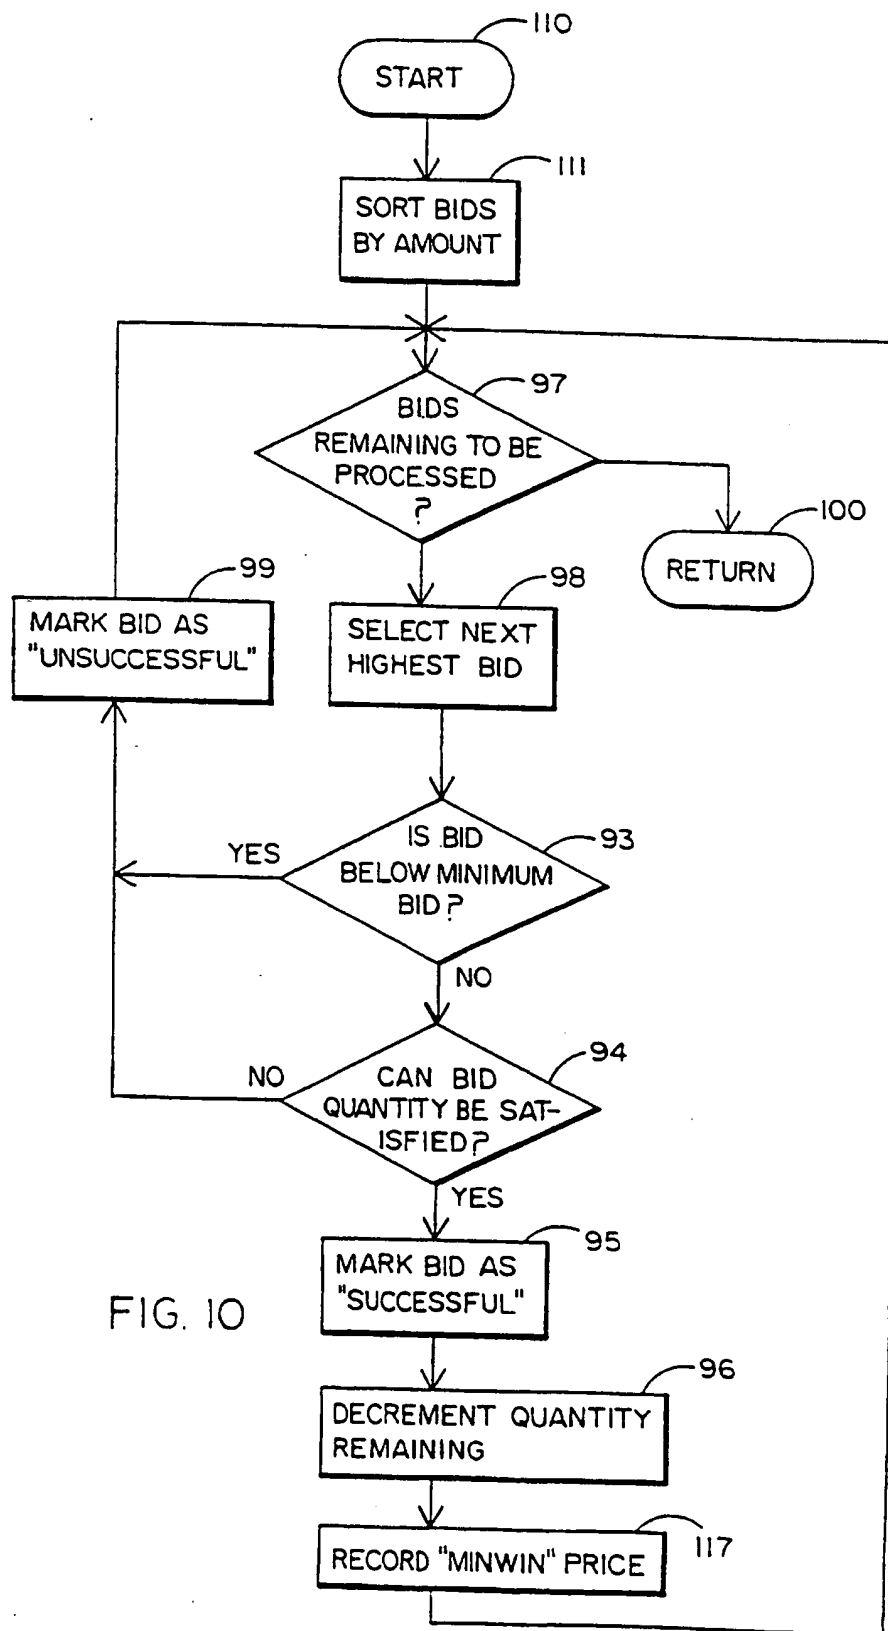 110
START
111
SORT BIDS
BY AMOUNT
97
BIDS
REMAINING TO BE
PROCESSED
?
100
RETURN
99
MARK BID AS
"UNSUCCESSFUL"
98
SELECT NEXT
HIGHEST BID
93
YES
IS BID
BELOW MINIMUM
BID?
NO
94
NO
CAN BID
QUANTITY BE SAT-
ISFIED?
YES
95
MARK BID AS
"SUCCESSFUL"
FIG. 10
96
DECREMENT QUANTITY
REMAINING
117
RECORD "MINWIN" PRICE